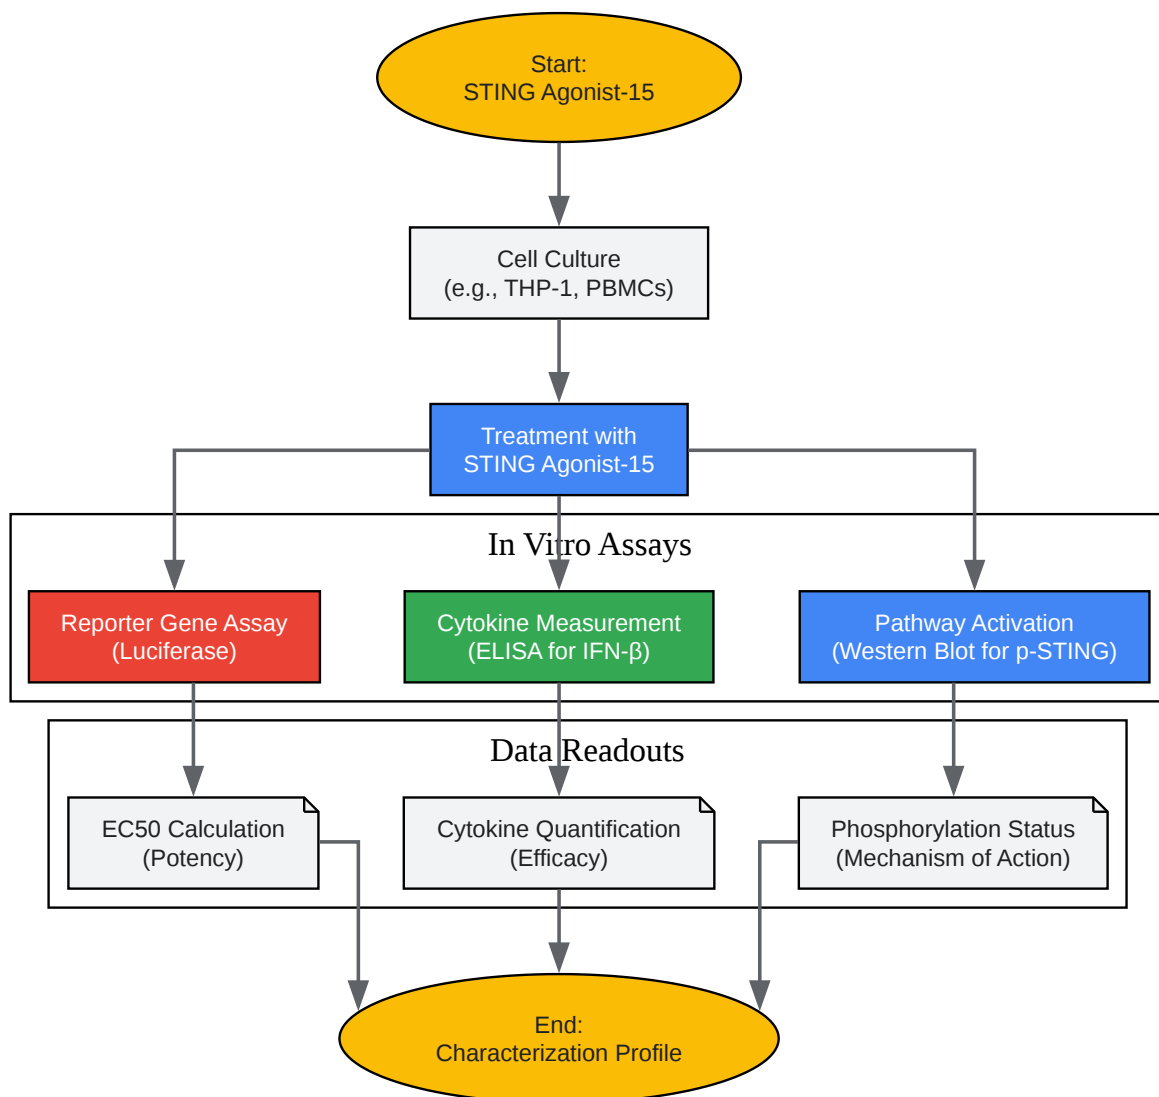 Start:
STING Agonist-15
Cell Culture
(e.g., THP-1, PBMCs)
Treatment with
STING Agonist-15
In Vitro Assays
Reporter Gene Assay
(Luciferase)
Cytokine Measurement
(ELISA for IFN-β)
Pathway Activation
(Western Blot for p-STING)
Data Readouts
EC50 Calculation
(Potency)
Cytokine Quantification
(Efficacy)
Phosphorylation Status
(Mechanism of Action)
End:
Characterization Profile